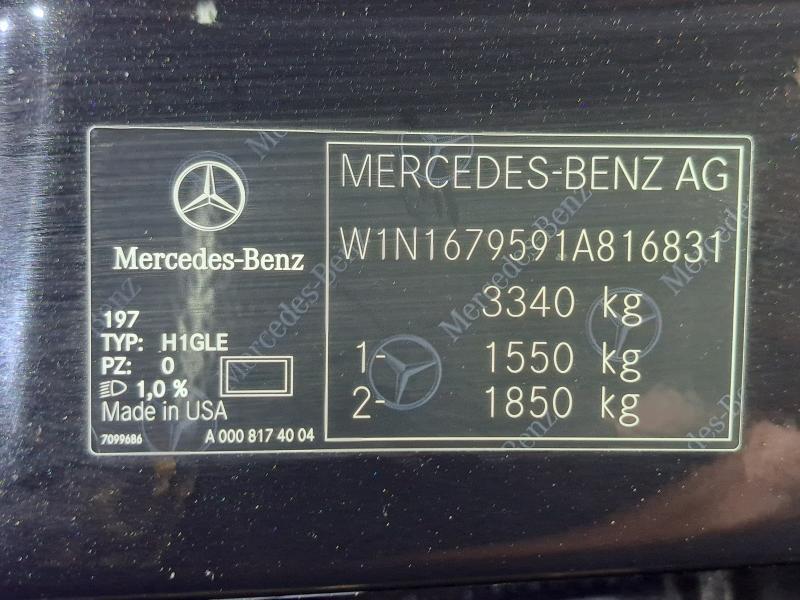 Mercedes-Benz
197
TYP: H1GLE
PZ: 0
1,0 %
Made in USA
7099686 A 000 817 40 04
MERCEDES-BENZ AG
W1N1679591A816831
3340 kg
1- 1550 kg
2- 1850 kg